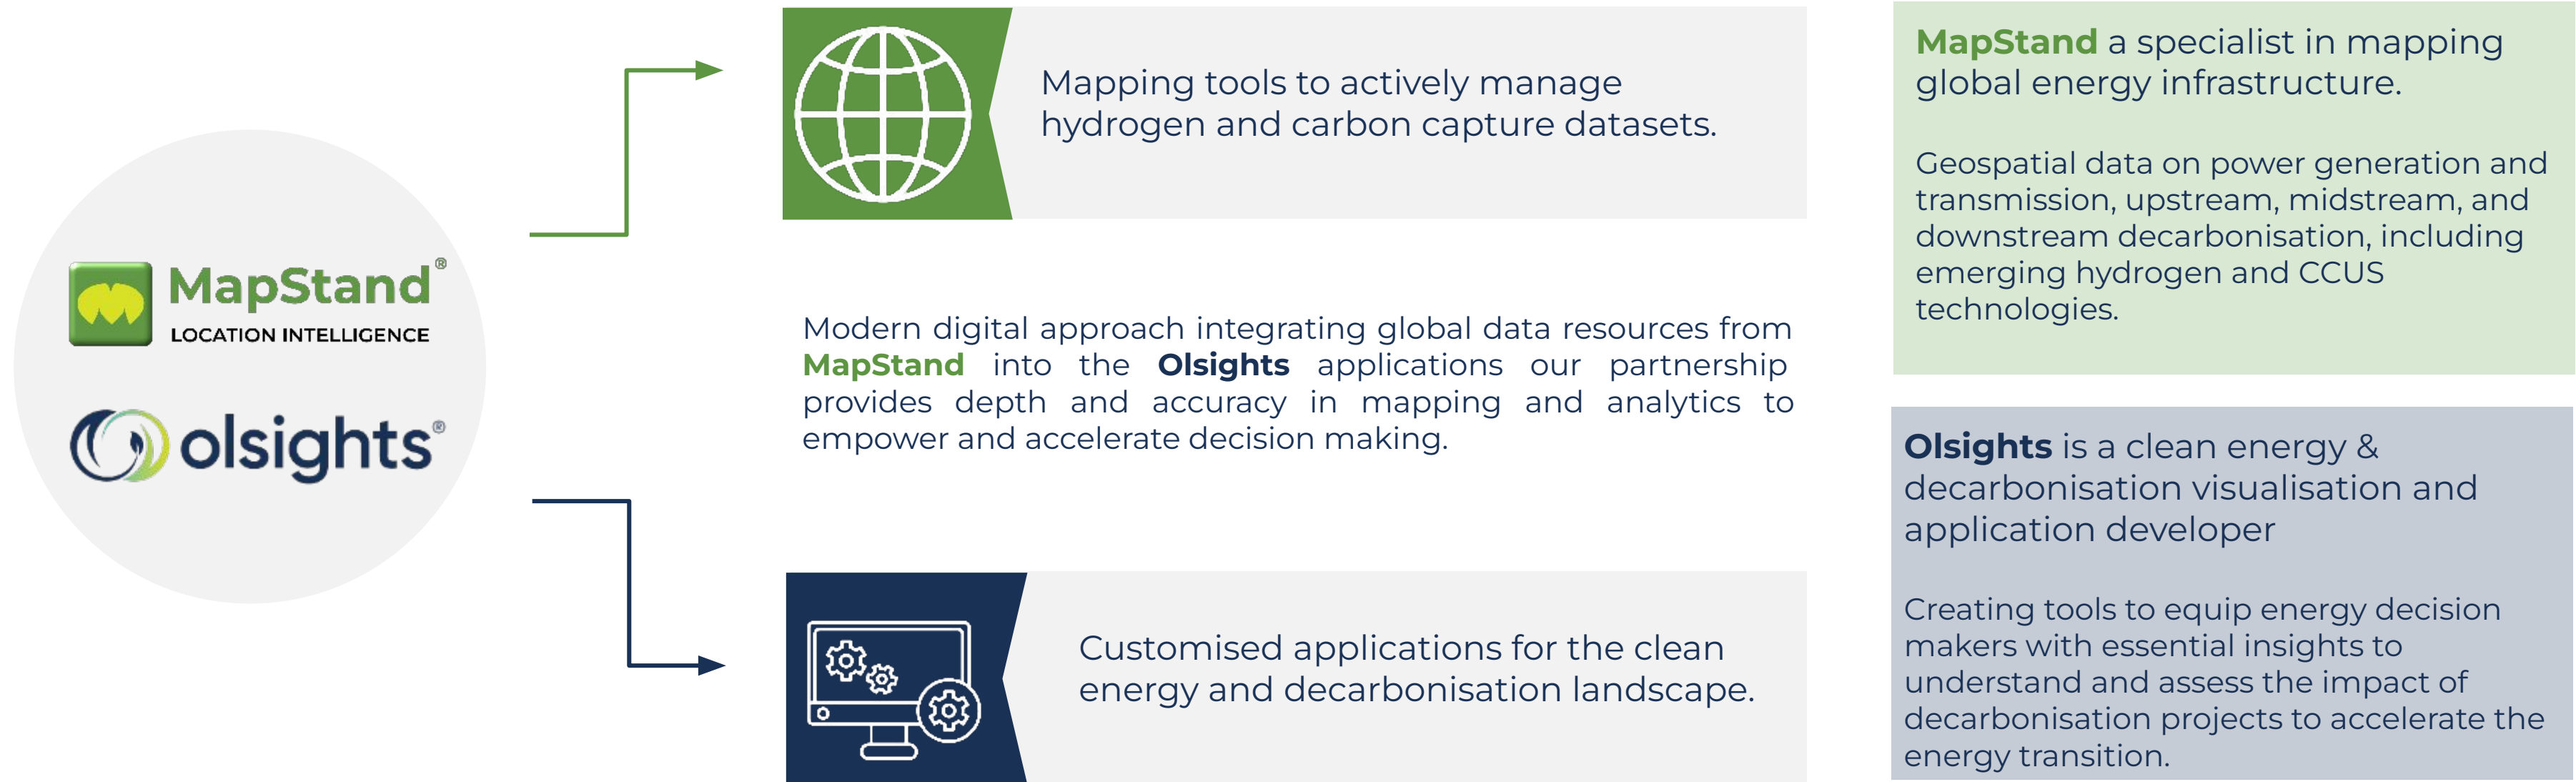 MapStand®
LOCATION INTELLIGENCE
olsights®
Mapping tools to actively manage
hydrogen and carbon capture datasets.
Modern digital approach integrating global data resources from
MapStand into the Olsights applications our partnership
provides depth and accuracy in mapping and analytics to
empower and accelerate decision making.
Customised applications for the clean
energy and decarbonisation landscape.
MapStand a specialist in mapping
global energy infrastructure.
Geospatial data on power generation and
transmission, upstream, midstream, and
downstream decarbonisation, including
emerging hydrogen and CCUS
technologies.
Olsights is a clean energy &
decarbonisation visualisation and
application developer
Creating tools to equip energy decision
makers with essential insights to
understand and assess the impact of
decarbonisation projects to accelerate the
energy transition.